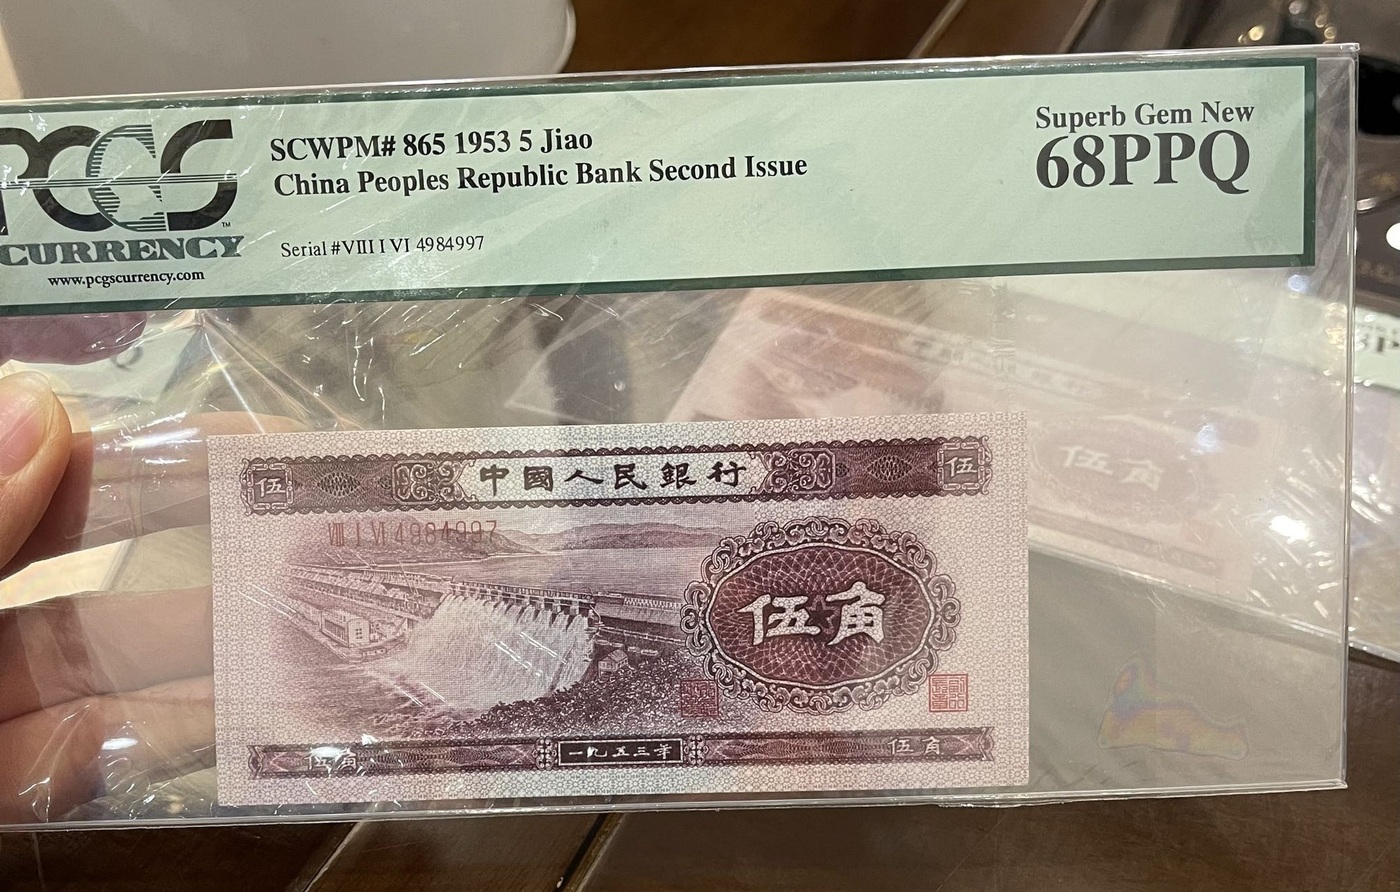 PCGS
CURRENCY
www.pcgscurrency.com
SCWPM# 865 1953 5 Jiao
China Peoples Republic Bank Second Issue
Serial #VIII I VI 4984997
Superb Gem New
68PPQ
伍
中國人民銀行
伍
VIII I VI 4984997
伍角
伍角
一九五三年
伍角
伍角